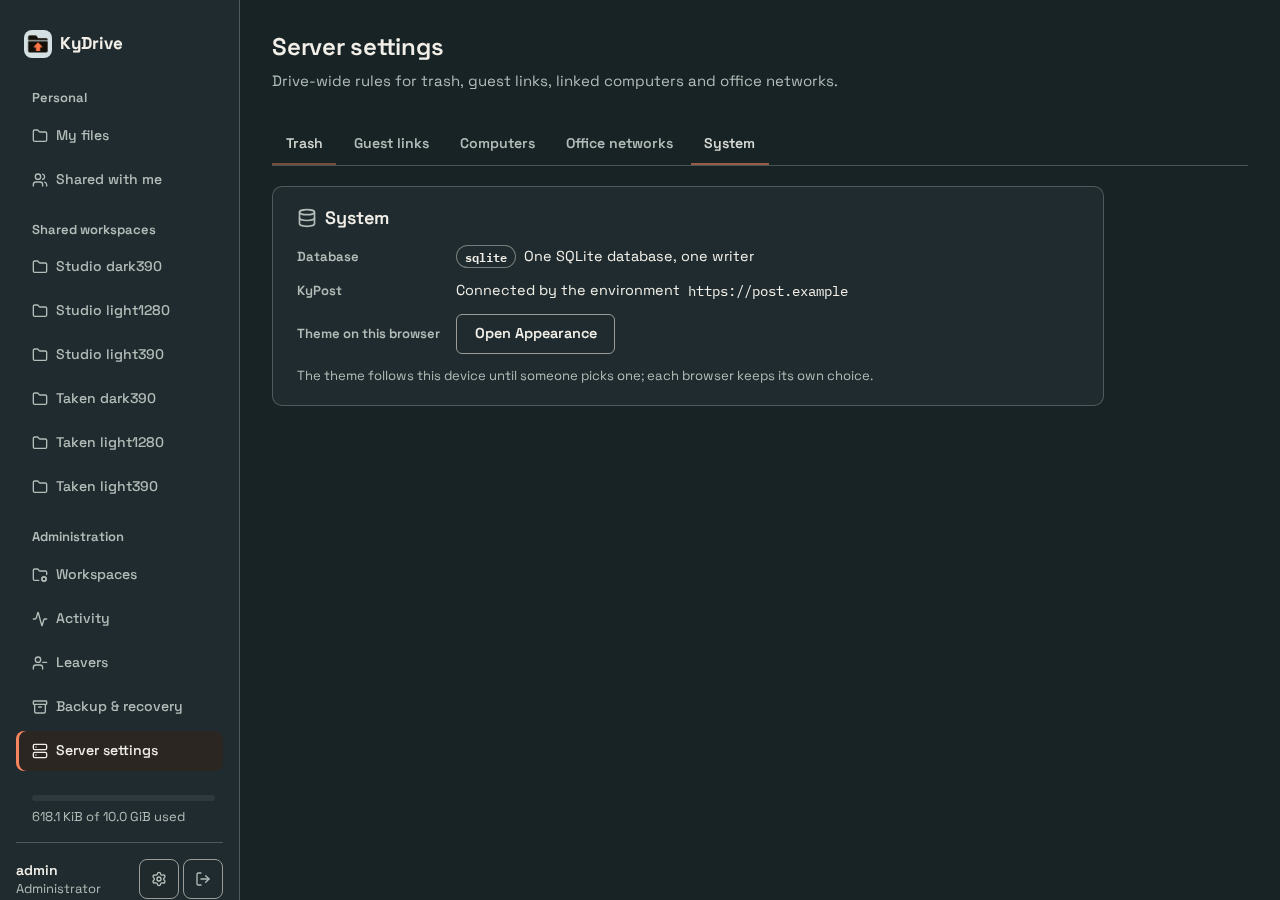 KyDrive
Personal
My files
Shared with me
Shared workspaces
Studio dark390
Studio light1280
Studio light390
Taken dark390
Taken light1280
Taken light390
Administration
Workspaces
Activity
Leavers
Backup & recovery
Server settings
618.1 KiB of 10.0 GiB used
admin
Administrator
Server settings
Drive-wide rules for trash, guest links, linked computers and office networks.
Trash Guest links Computers Office networks System
System
Database sqlite One SQLite database, one writer
KyPost Connected by the environment https://post.example
Theme on this browser Open Appearance
The theme follows this device until someone picks one; each browser keeps its own choice.